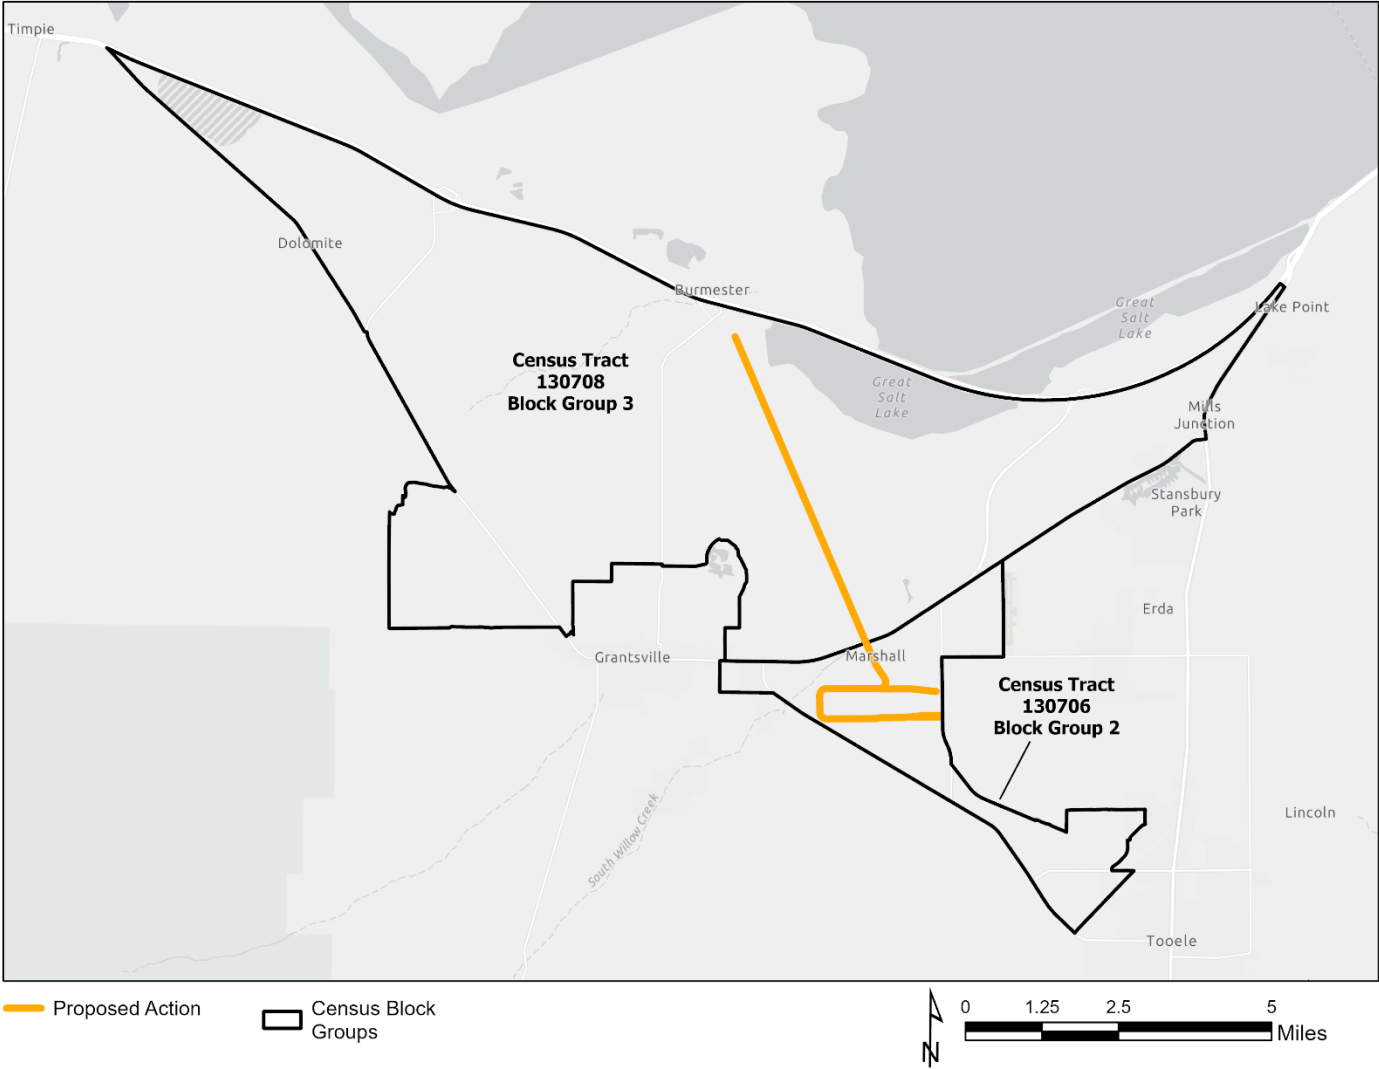 Timpie
Dolomite
Burmester
Great
Salt
Lake
Lake Point
Census Tract
130708
Block Group 3
Great
Salt
Lake
Mills
Junction
Stansbury
Park
Erda
Grantsville
Marshall
Census Tract
130706
Block Group 2
South Willow Creek
Lincoln
Tooele
Proposed Action
Census Block
Groups
N
0 1.25 2.5 5
Miles